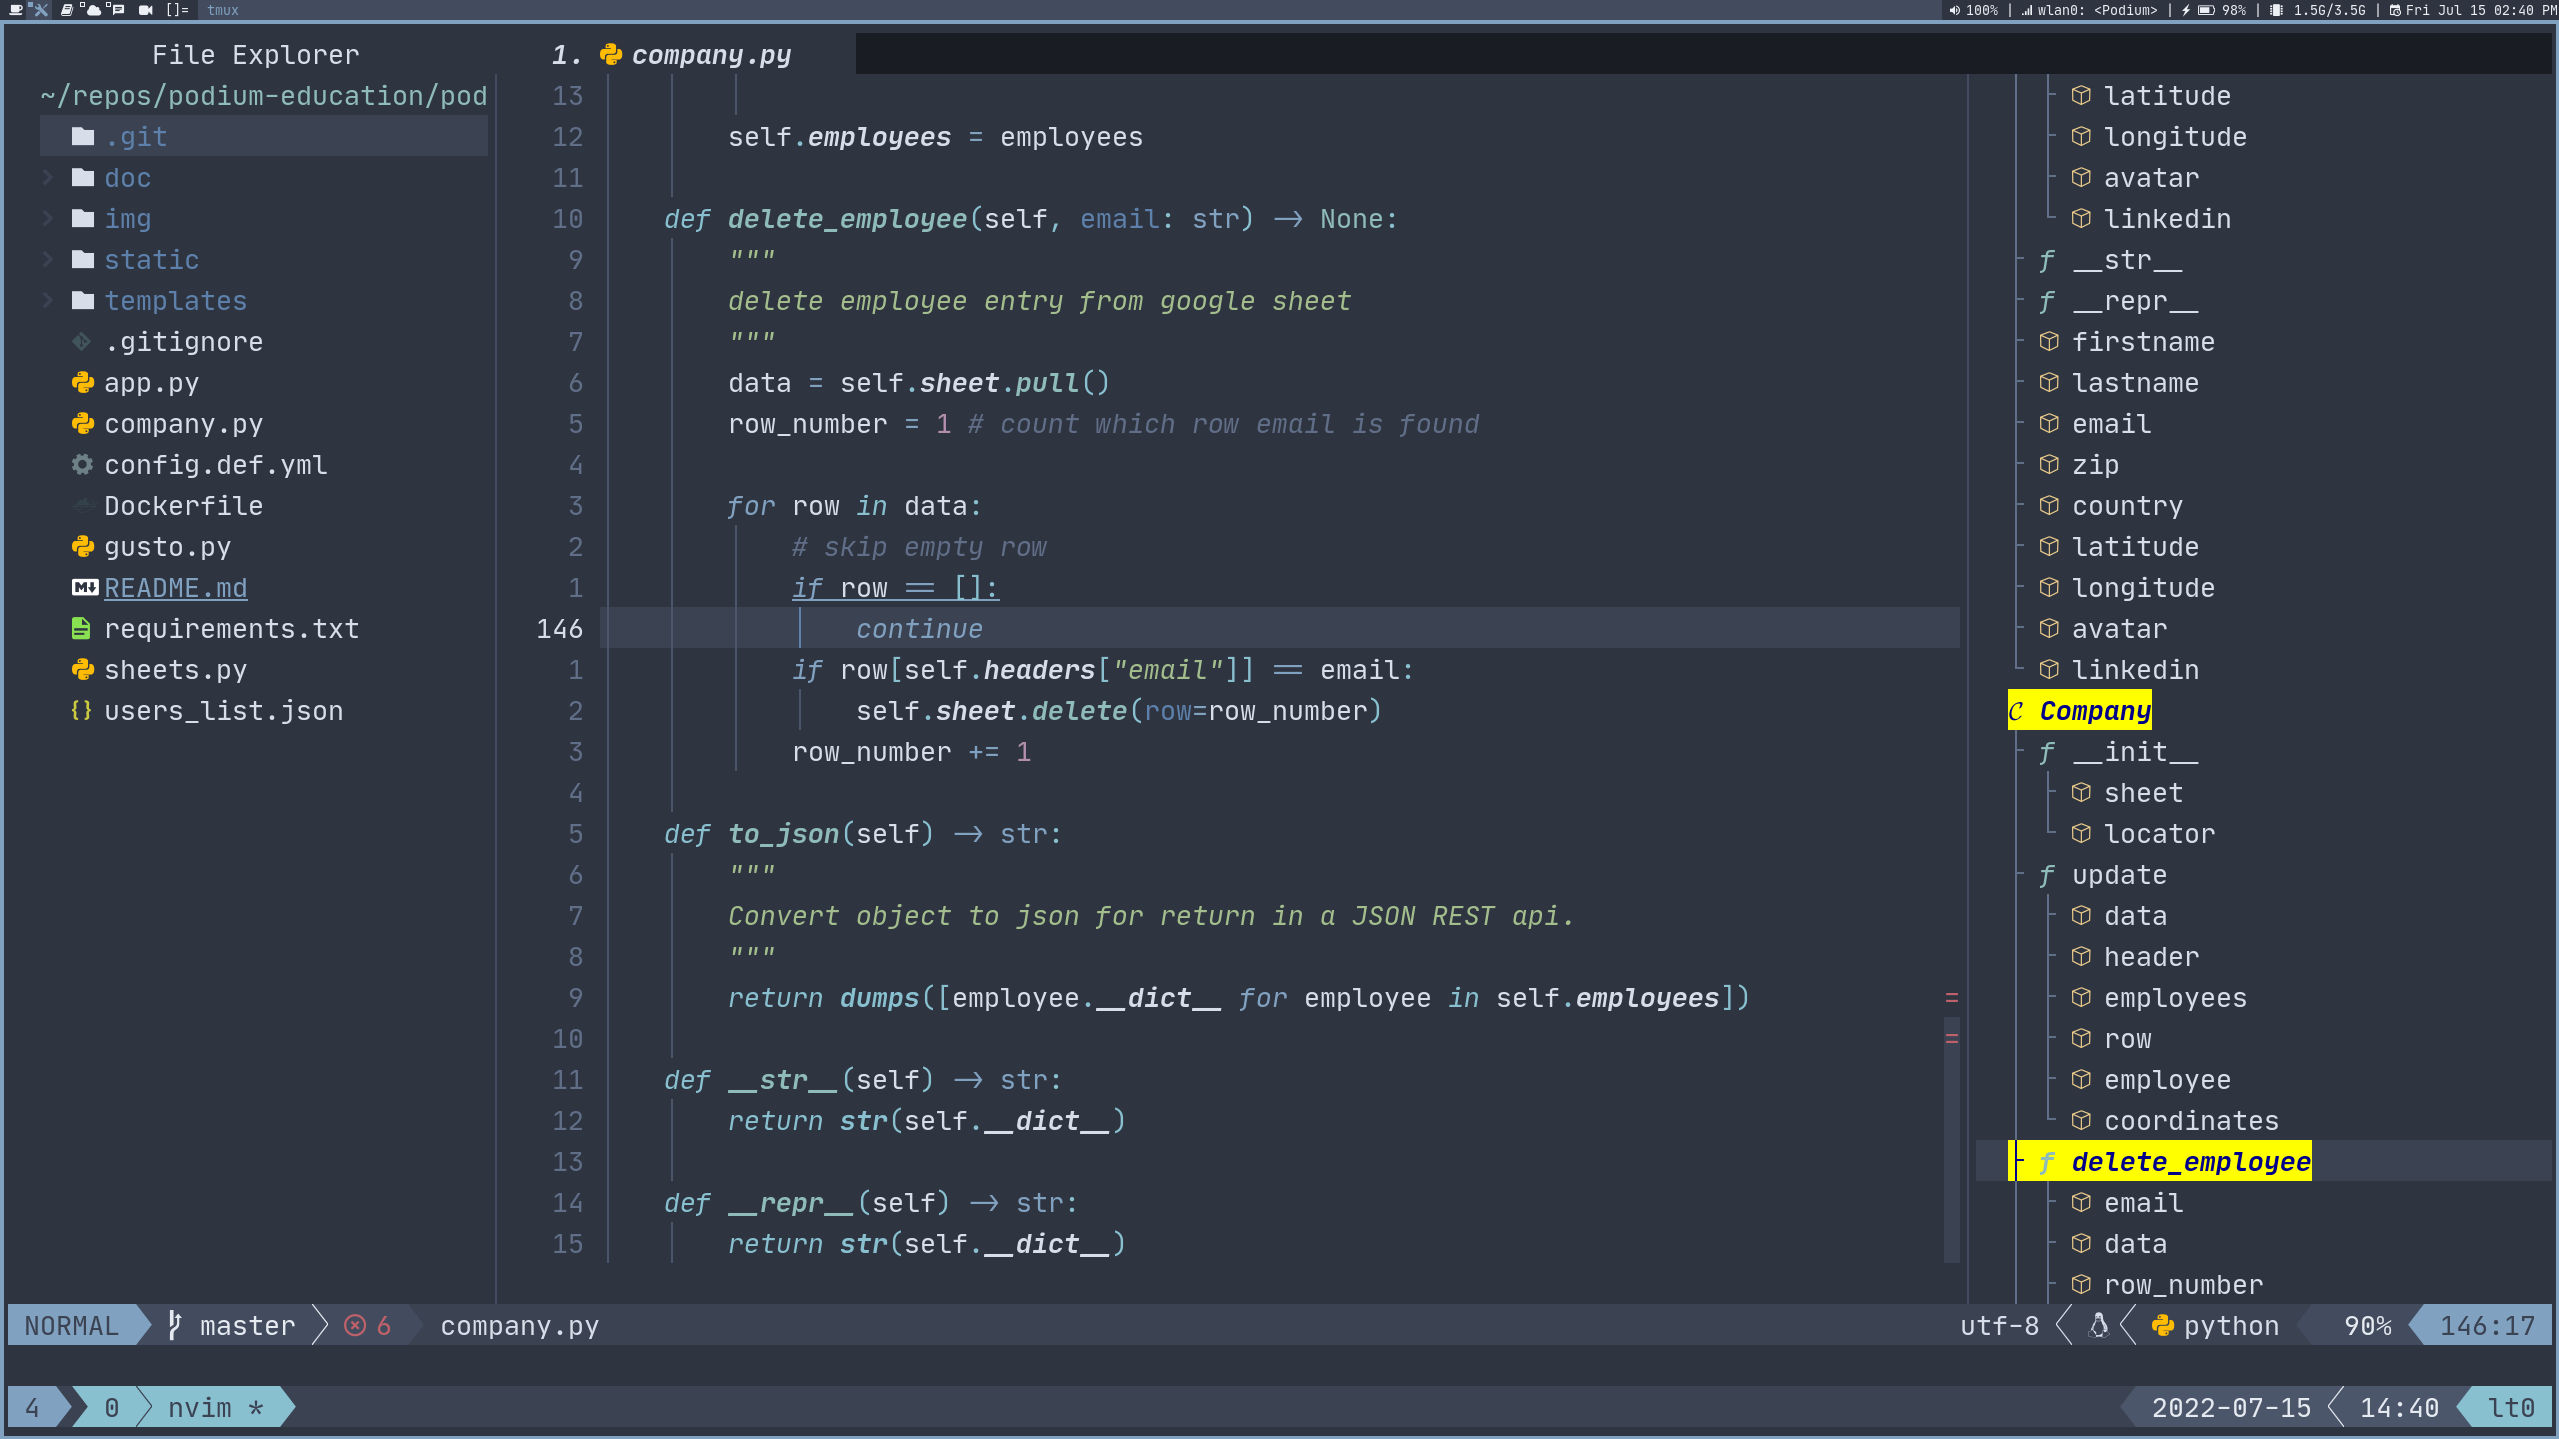 []= tmux 100% | wlan0: <Podium> | 98% | 1.5G/3.5G | Fri Jul 15 02:40 PM
File Explorer
~/repos/podium-education/pod
.git
doc
img
static
templates
.gitignore
app.py
company.py
config.def.yml
Dockerfile
gusto.py
README.md
requirements.txt
sheets.py
users_list.json
1. company.py
13
12 self.employees = employees
11
10 def delete_employee(self, email: str) -> None:
9 """
8 delete employee entry from google sheet
7 """
6 data = self.sheet.pull()
5 row_number = 1 # count which row email is found
4
3 for row in data:
2 # skip empty row
1 if row == []:
146 continue
1 if row[self.headers["email"]] == email:
2 self.sheet.delete(row=row_number)
3 row_number += 1
4
5 def to_json(self) -> str:
6 """
7 Convert object to json for return in a JSON REST api.
8 """
9 return dumps([employee.__dict__ for employee in self.employees])
10
11 def __str__(self) -> str:
12 return str(self.__dict__)
13
14 def __repr__(self) -> str:
15 return str(self.__dict__)
latitude
longitude
avatar
linkedin
f __str__
f __repr__
firstname
lastname
email
zip
country
latitude
longitude
avatar
linkedin
C Company
f __init__
sheet
locator
f update
data
header
employees
row
employee
coordinates
f delete_employee
email
data
row_number
NORMAL master 6 company.py utf-8 python 90% 146:17
4 0 nvim * 2022-07-15 14:40 lt0